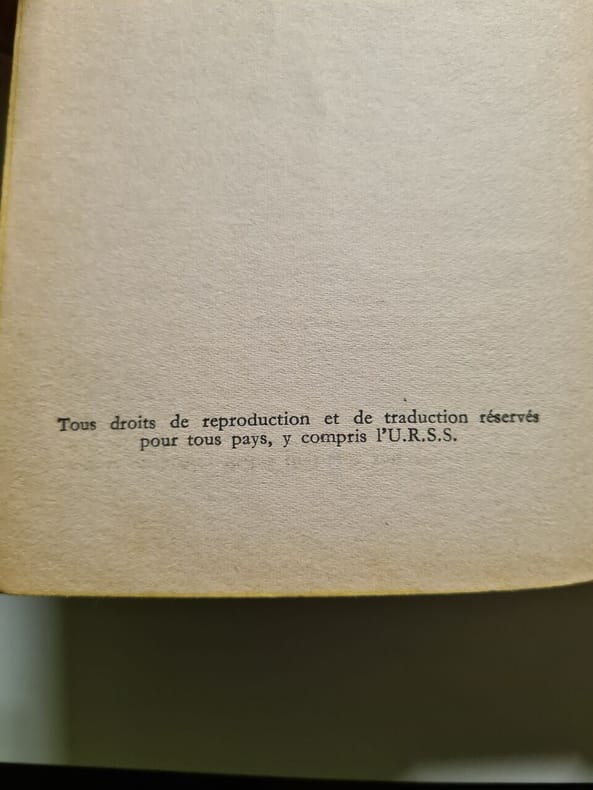 Tous droits de reproduction et de traduction réservés
pour tous pays, y compris l'U.R.S.S.